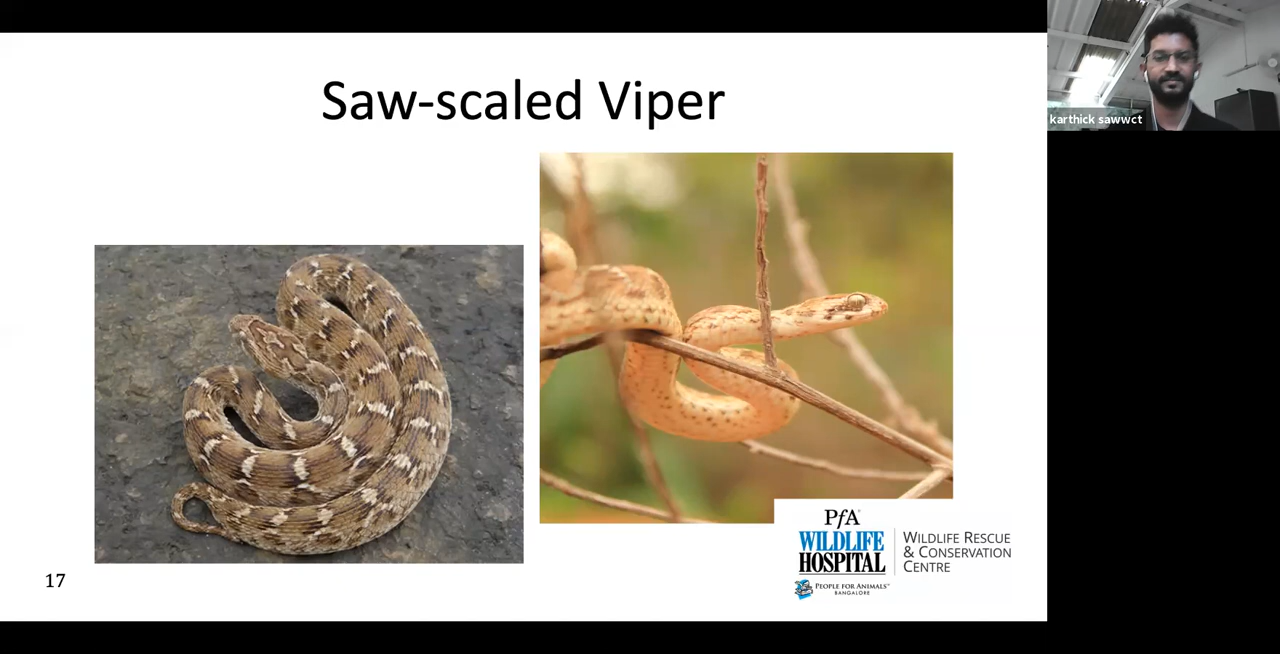 Saw-scaled Viper
karthick sawwct
PfA
WILDLIFE
HOSPITAL
PEOPLE FOR ANIMALS
BANGALORE
WILDLIFE RESCUE
& CONSERVATION
CENTRE
17